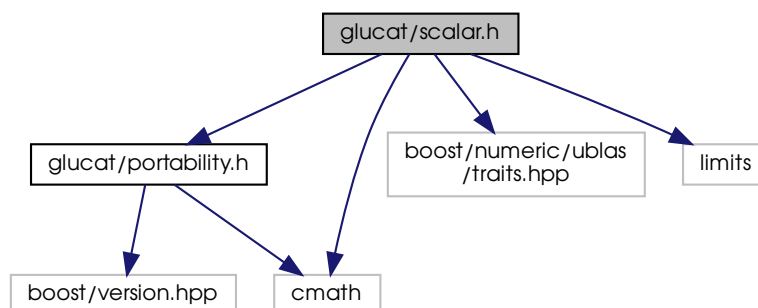 glucat/scalar.h
glucat/portability.h
boost/numeric/ublas
/traits.hpp
limits
boost/version.hpp
cmath